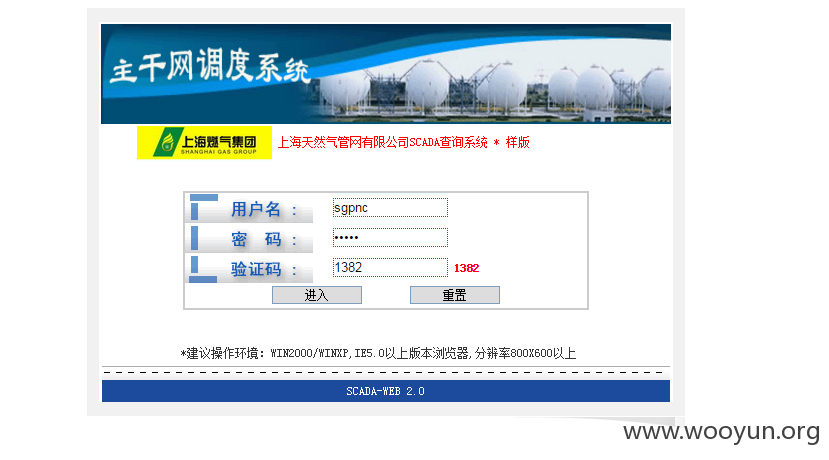 主干网调度系统
上海燃气集团
SHANGHAI GAS GROUP
上海天然气管网有限公司SCADA查询系统 * 样版
用户名 : sgpnc
密 码 : •••••
验证码 : 1382 1382
进入 重置
*建议操作环境: WIN2000/WINXP,IE5.0以上版本浏览器,分辨率800X600以上
SCADA-WEB 2.0
www.wooyun.org